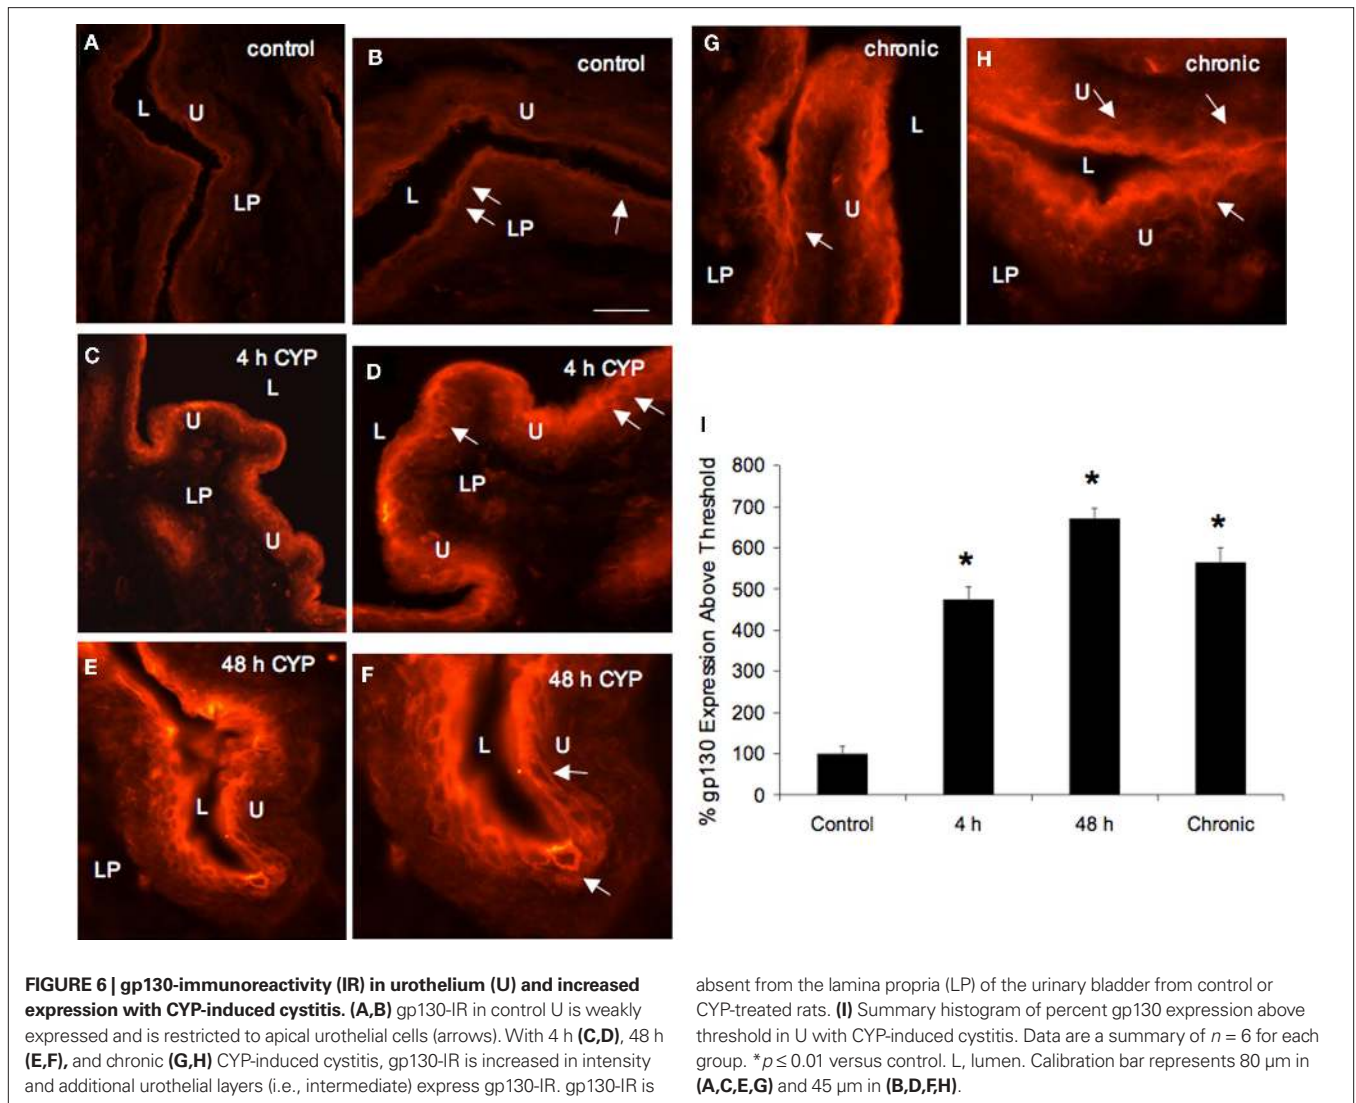 A
control
L
U
LP
B
control
U
L
LP
G
chronic
L
U
LP
H
chronic
U
L
U
LP
C
4 h CYP
L
U
LP
U
D
4 h CYP
L
U
LP
U
E
48 h CYP
L
U
LP
F
48 h CYP
L
U
I
% gp130 Expression Above Threshold
800
700
600
500
400
300
200
100
0
*
*
*
Control
4 h
48 h
Chronic
FIGURE 6 | gp130-immunoreactivity (IR) in urothelium (U) and increased
expression with CYP-induced cystitis. (A,B) gp130-IR in control U is weakly
expressed and is restricted to apical urothelial cells (arrows). With 4 h (C,D), 48 h
(E,F), and chronic (G,H) CYP-induced cystitis, gp130-IR is increased in intensity
and additional urothelial layers (i.e., intermediate) express gp130-IR. gp130-IR is
absent from the lamina propria (LP) of the urinary bladder from control or
CYP-treated rats. (I) Summary histogram of percent gp130 expression above
threshold in U with CYP-induced cystitis. Data are a summary of n = 6 for each
group. *p ≤ 0.01 versus control. L, lumen. Calibration bar represents 80 μm in
(A,C,E,G) and 45 μm in (B,D,F,H).